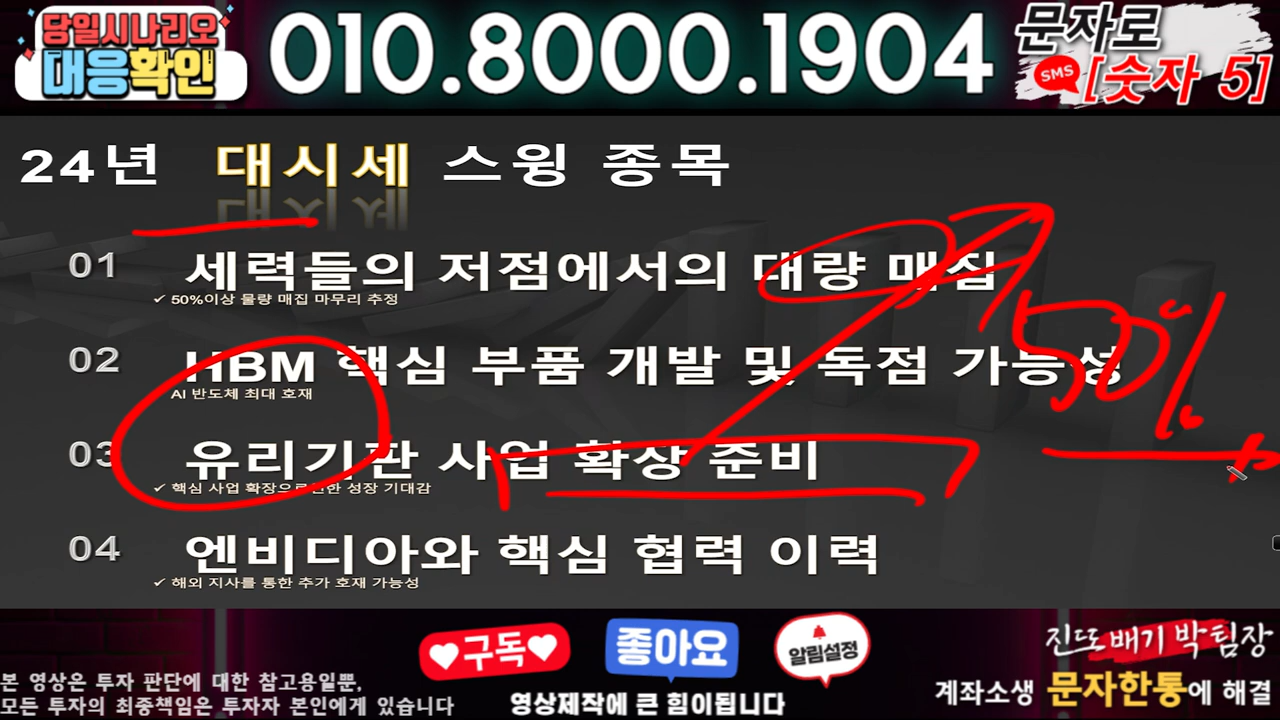 당일시나리오
대응확인
010.8000.1904
문자로
SMS
[숫자 5]
24년 대시세 스윙 종목
01 세력들의 저점에서의 대량 매집
✓ 50%이상 물량 매집 마무리 추정
50%
02 HBM 핵심 부품 개발 및 독점 가능성
AI 반도체 최대 호재
03 유리기판 사업 확장 준비
✓ 핵심 사업 확장으로 인한 성장 기대감
04 엔비디아와 핵심 협력 이력
✓ 해외 지사를 통한 추가 호재 가능성
구독
좋아요
알림설정
영상제작에 큰 힘이됩니다
본 영상은 투자 판단에 대한 참고용일뿐,
모든 투자의 최종책임은 투자자 본인에게 있습니다
진또배기 박팀장
계좌소생 문자한통에 해결